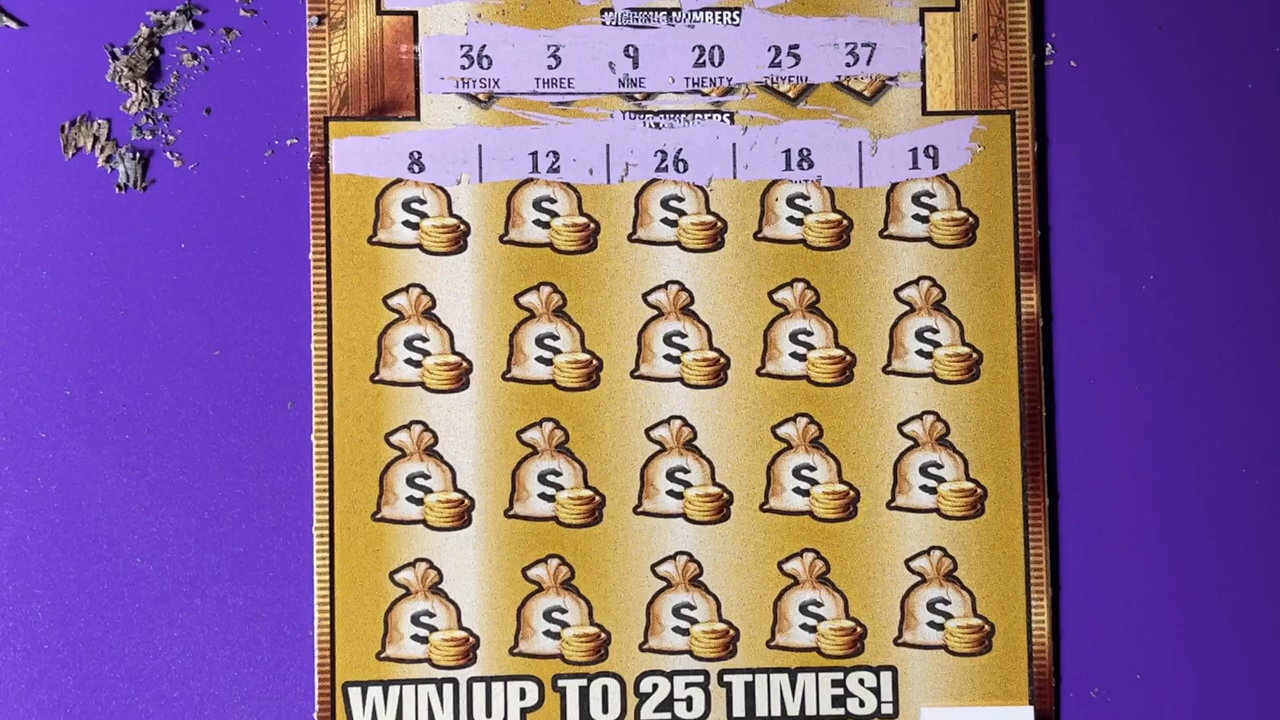 WINNING NUMBERS
36 3 9 20 25 37
THYSIX THREE NINE TWENTY
NUMBERS
8 12 26 18 19
$ $ $ $ $
$ $ $ $ $
$ $ $ $ $
$ $ $ $ $
WIN UP TO 25 TIMES!